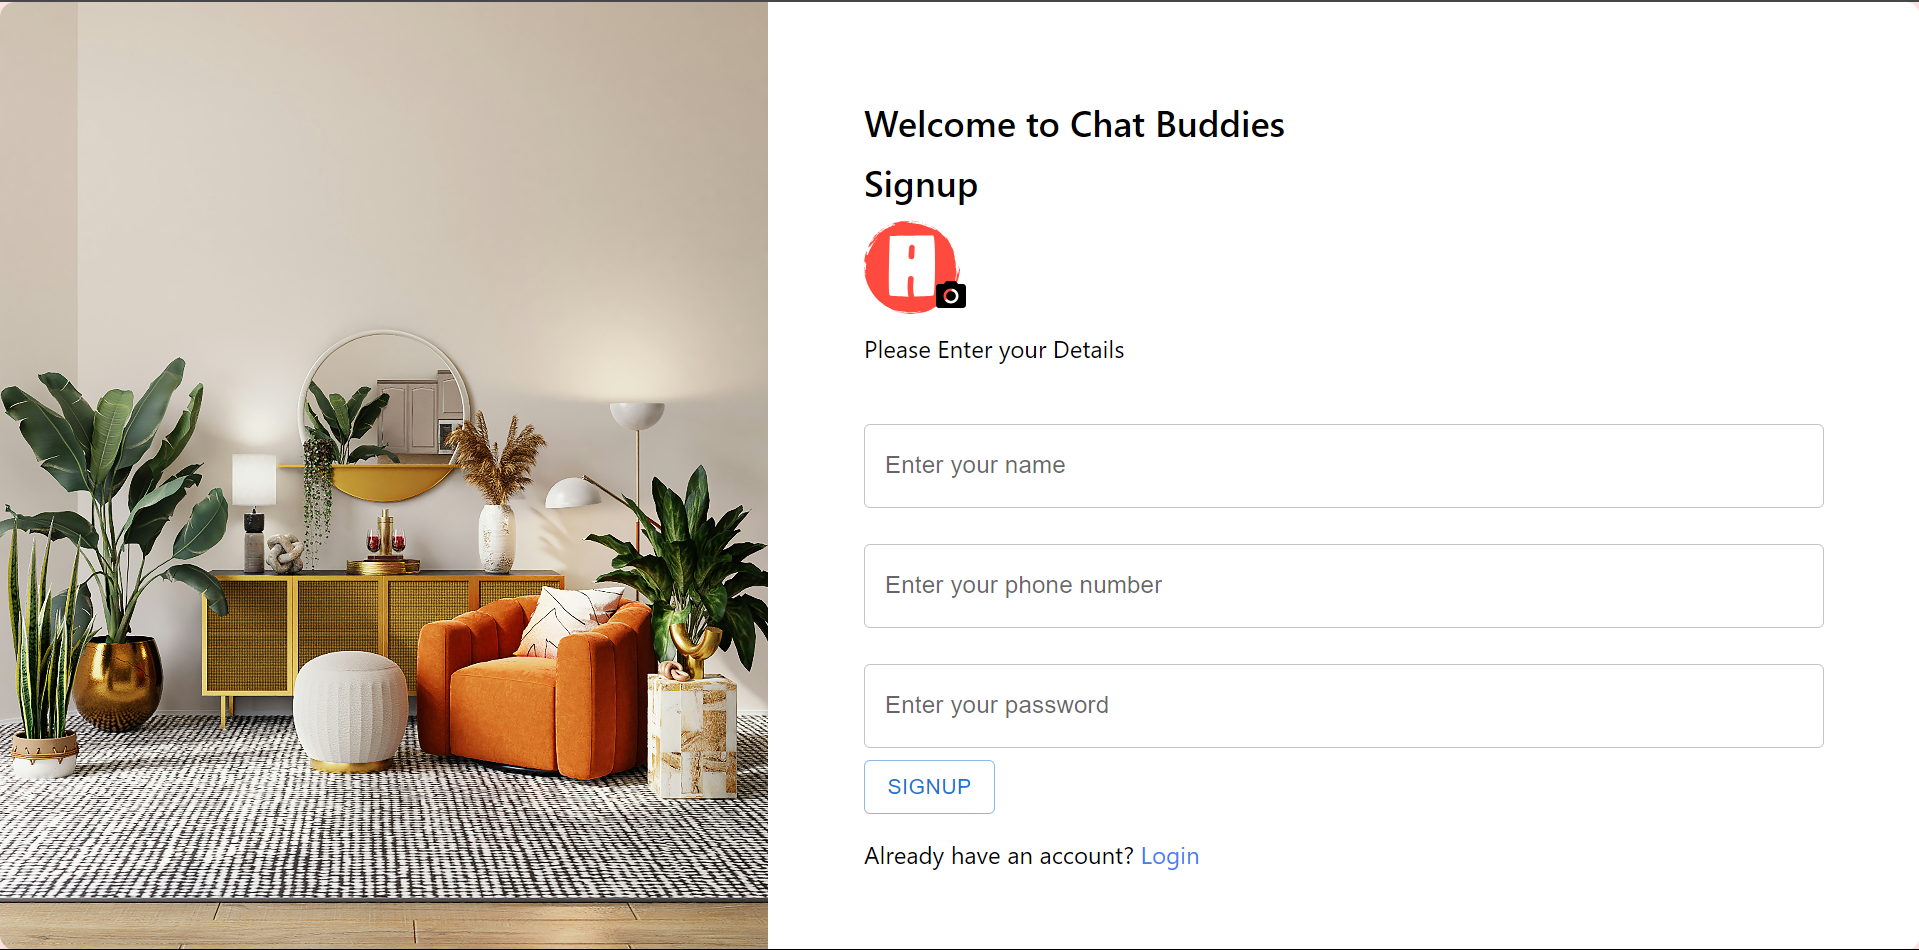 Welcome to Chat Buddies
Signup
A
Please Enter your Details
Enter your name
Enter your phone number
Enter your password
SIGNUP
Already have an account? Login